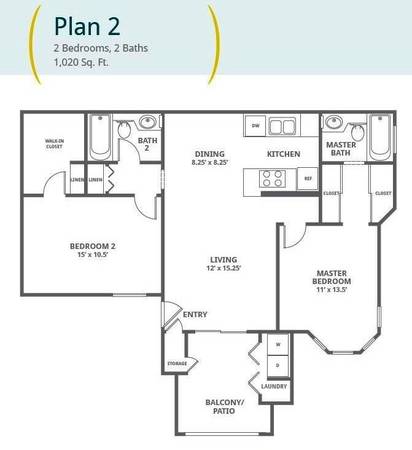 Plan 2
2 Bedrooms, 2 Baths
1,020 Sq. Ft.
DW
WALK-IN
CLOSET
BATH
2
DINING
8.25' x 8.25'
KITCHEN
MASTER
BATH
LINEN
LINEN
REF
CLOSET
CLOSET
BEDROOM 2
15' x 10.5'
LIVING
12' x 15.25'
MASTER
BEDROOM
11' x 13.5'
ENTRY
STORAGE
W
D
LAUNDRY
BALCONY/
PATIO